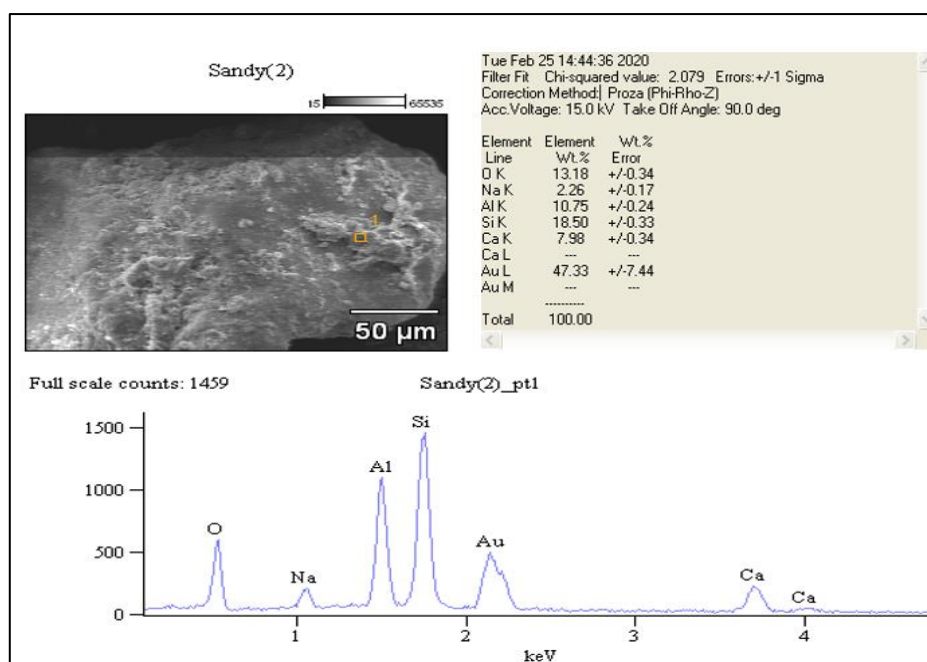 Sandy(2)
15 65535
1
50 µm
Tue Feb 25 14:44:36 2020
Filter Fit Chi-squared value: 2.079 Errors:+/-1 Sigma
Correction Method: Proza (Phi-Rho-Z)
Acc.Voltage: 15.0 kV Take Off Angle: 90.0 deg
Element Element Wt.%
Line Wt.% Error
O K 13.18 +/-0.34
Na K 2.26 +/-0.17
Al K 10.75 +/-0.24
Si K 18.50 +/-0.33
Ca K 7.98 +/-0.34
Ca L --- ---
Au L 47.33 +/-7.44
Au M --- ---
----------
Total 100.00
Full scale counts: 1459
Sandy(2)_pt1
1500
1000
500
0
O
Na
Al
Si
Au
Ca
Ca
1 2 3 4
keV